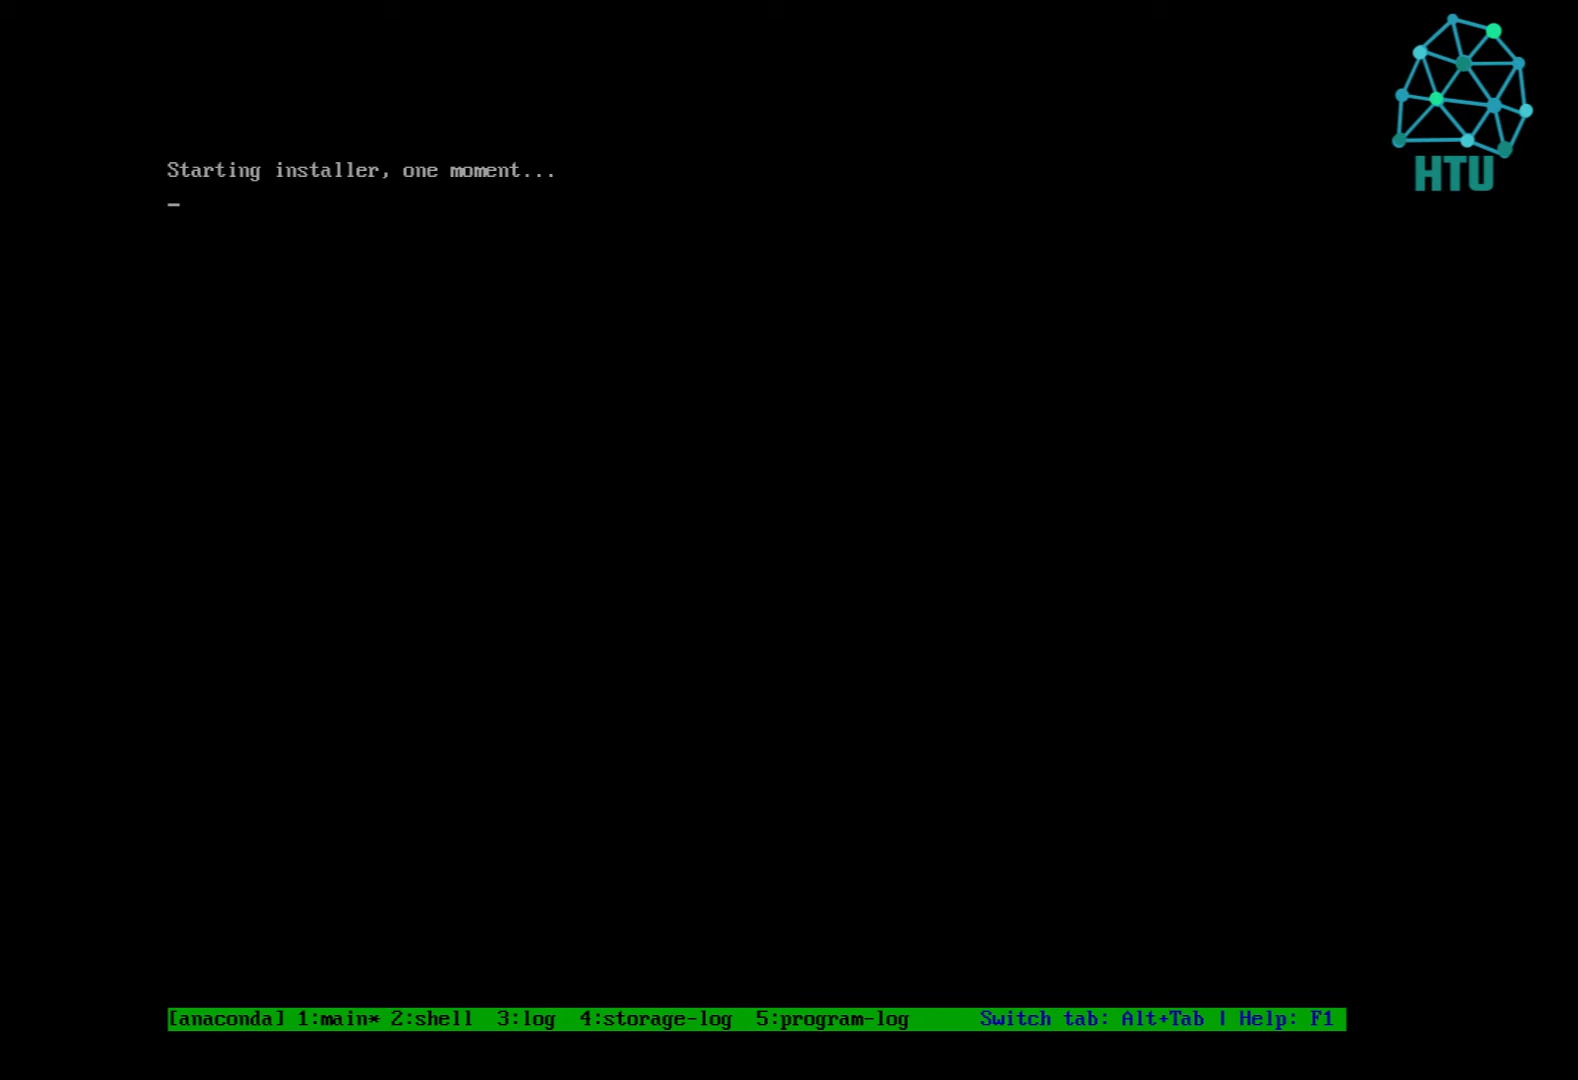 HTU
Starting installer, one moment...
[anaconda] 1:main* 2:shell  3:log  4:storage-log  5:program-log      Switch tab: Alt+Tab | Help: F1